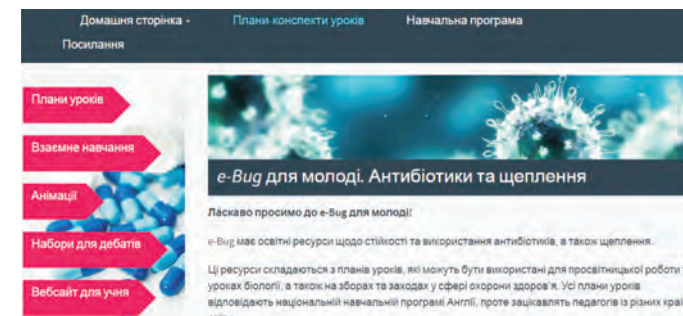 Домашня сторінка -
Плани-конспекти уроків
Навчальна програма
Посилання
Плани уроків
Взаємне навчання
Анімації
Набори для дебатів
Вебсайт для учня
e-Bug для молоді. Антибіотики та щеплення
Ласкаво просимо до e-Bug для молоді!
e-Bug має освітні ресурси щодо стійкості та використання антибіотиків, а також щеплення.
Ці ресурси складаються з планів уроків, які можуть бути використані для просвітницької роботи
уроках біології, а також на зборах та заходах у сфері охорони здоров'я. Усі плани уроків
відповідають національній навчальній програмі Англії, проте зацікавлять педагогів із різних